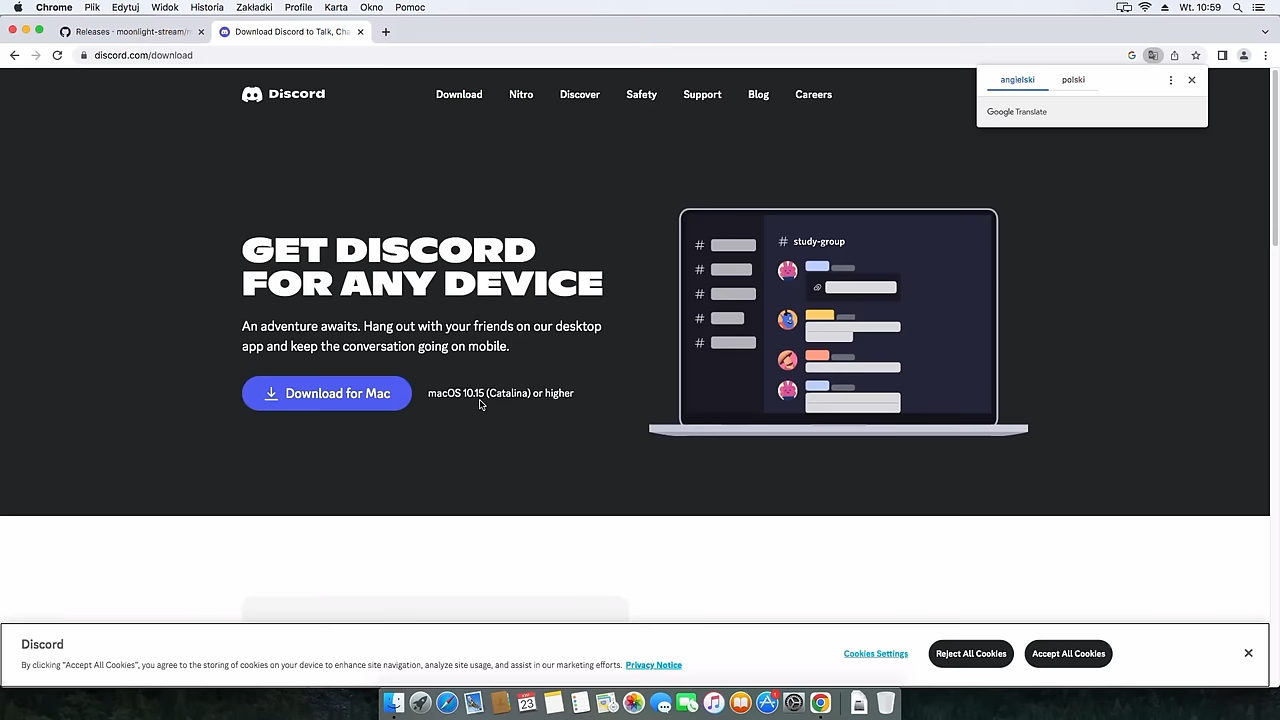 Chrome Plik Edytuj Widok Historia Zakładki Profile Karta Okno Pomoc Wt. 10:59
Releases · moonlight-stream/m Download Discord to Talk, Cha
discord.com/download
angielski polski
Google Translate
Discord Download Nitro Discover Safety Support Blog Careers
GET DISCORD
FOR ANY DEVICE
An adventure awaits. Hang out with your friends on our desktop
app and keep the conversation going on mobile.
Download for Mac macOS 10.15 (Catalina) or higher
# study-group
#
#
#
#
#
Discord
By clicking "Accept All Cookies", you agree to the storing of cookies on your device to enhance site navigation, analyze site usage, and assist in our marketing efforts. Privacy Notice
Cookies Settings Reject All Cookies Accept All Cookies
23
1